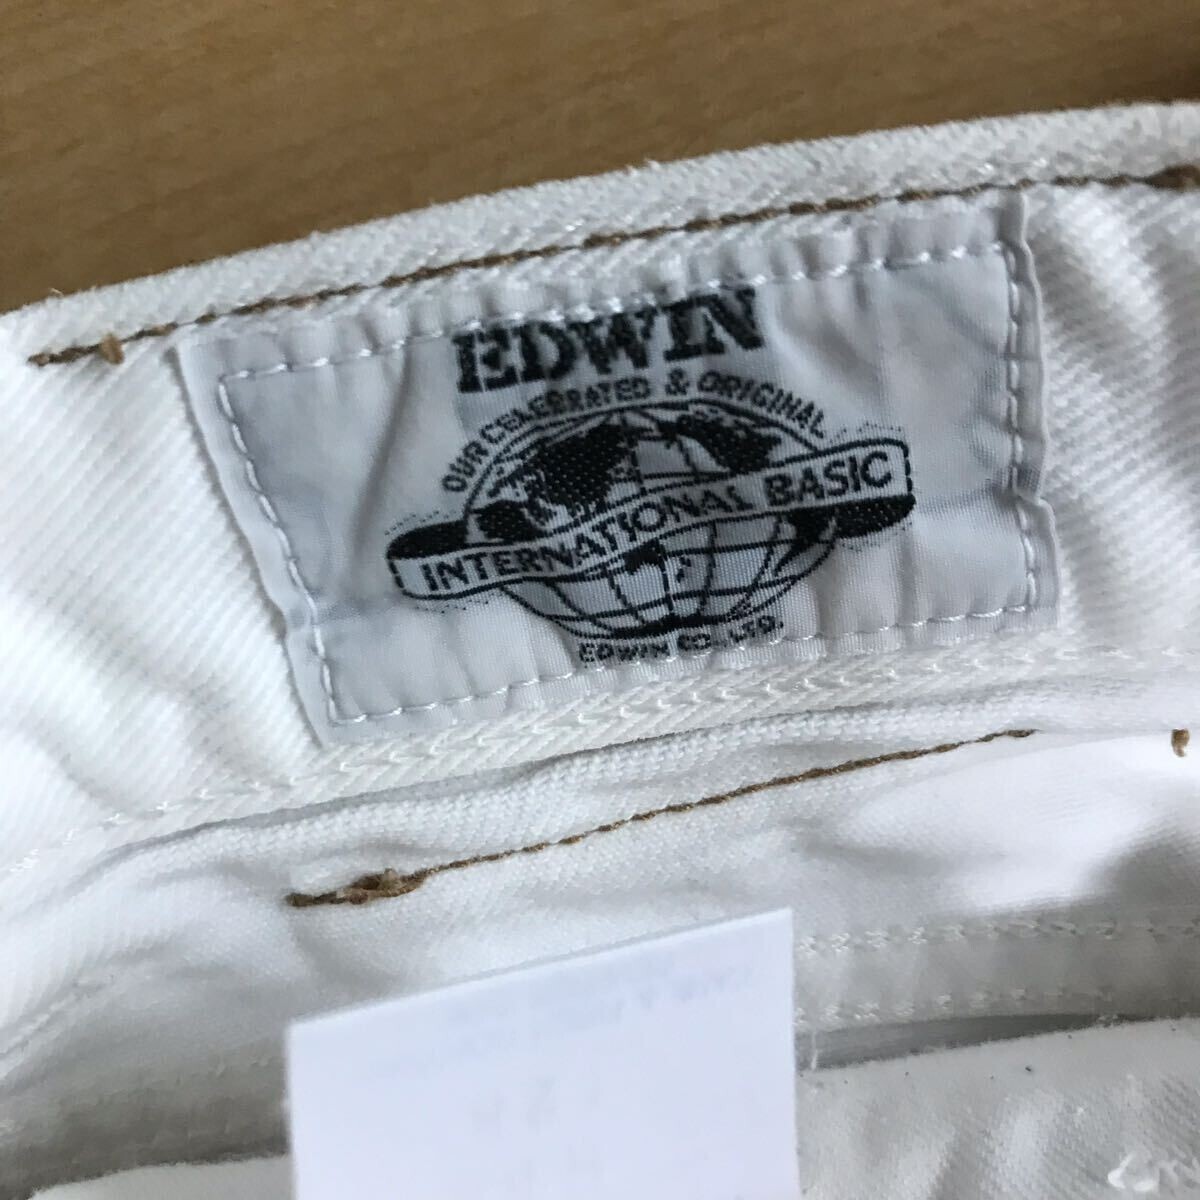 EDWIN
OUR CELEBRATED & ORIGINAL
INTERNATIONAL BASIC
EDWIN CO., LTD.